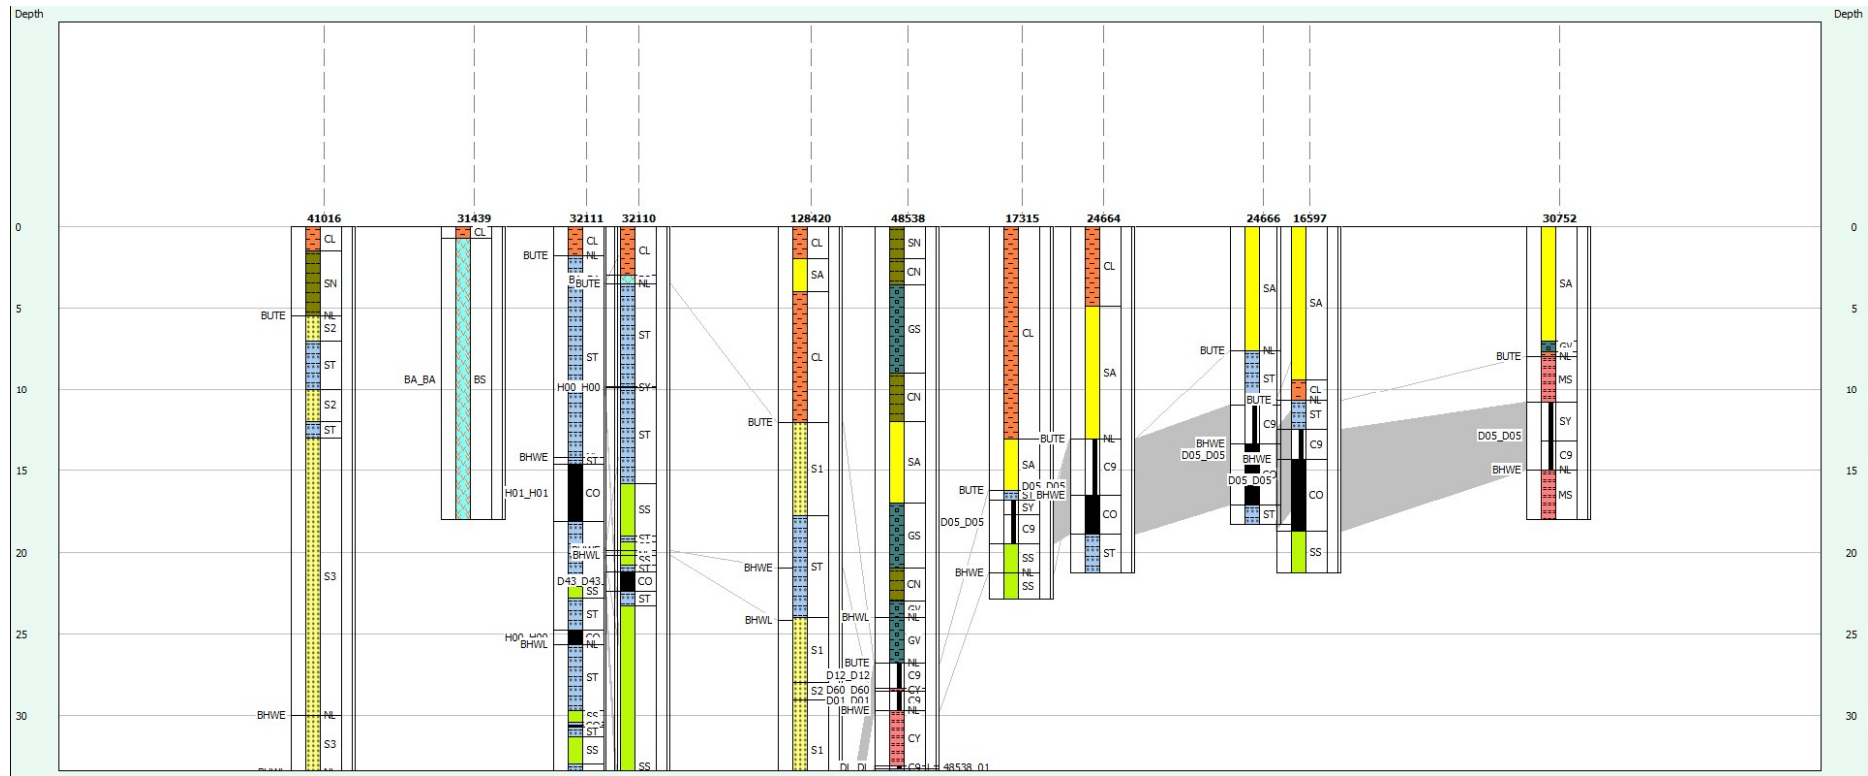 Depth Depth
41016 31439 32111 32110 128420 48538 17315 24664 24666 16597 30752
0 0
CL CL CL CL CL SN CL CL SA SA SA
BUTE NL
CN
SA
SN
BUTE NL
5 5
BUTE NL
S2
ST
GS
ST
ST
CL
BUTE NL
BUTE NL
MS
BA_BA BS
SA
ST
10 10
H00_H00 SY
CL
BUTE NL
S2
CN
ST
SY
BUTE
ST
ST
C9
BUTE NL
BHWE
C9
D05_D05
D05_D05
C9
BHWE ST
BHWE
15 15
S1
SA
SA
C9
BHWE NL
H01_H01 CO
D05_D05
CO
MS
BUTE
D05_D05
ST
BHWE
SS
SY
CO
ST
D05_D05
C9
GS
ST
ST
SS
20 20
BHWL
SS
SS
ST
BHWE
ST
BHWE NL
D43_D43
CO
CN
SS
SS
S3
ST
ST
GV
BHWL
BHWL NL
25 25
BHWL NL
GV
S1
BUTE NL
ST
D12_D12 C9
S2
D60_D60 CY
D01_D01 C9
30 30
BHWE NL
SS
BHWE NL
ST
S3
SS
S1
CY
SS
48538_01